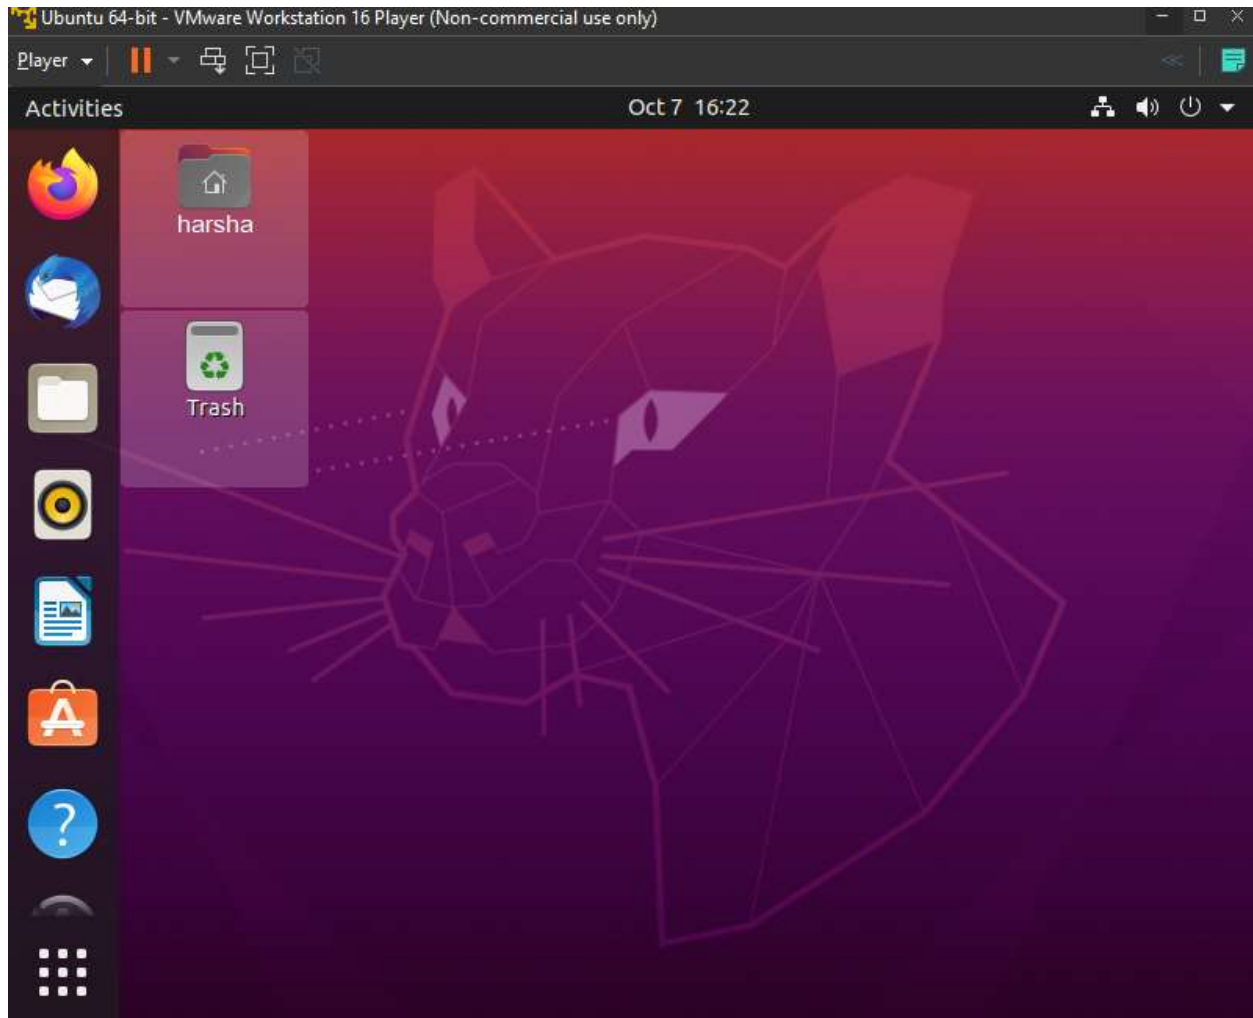 Ubuntu 64-bit - VMware Workstation 16 Player (Non-commercial use only)
Player
Activities
Oct 7 16:22
harsha
Trash